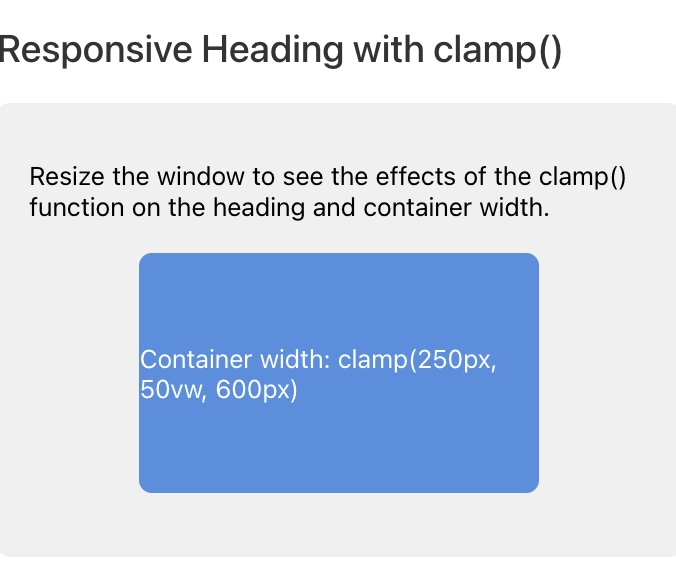 Responsive Heading with clamp()
Resize the window to see the effects of the clamp()
function on the heading and container width.
Container width: clamp(250px,
50vw, 600px)